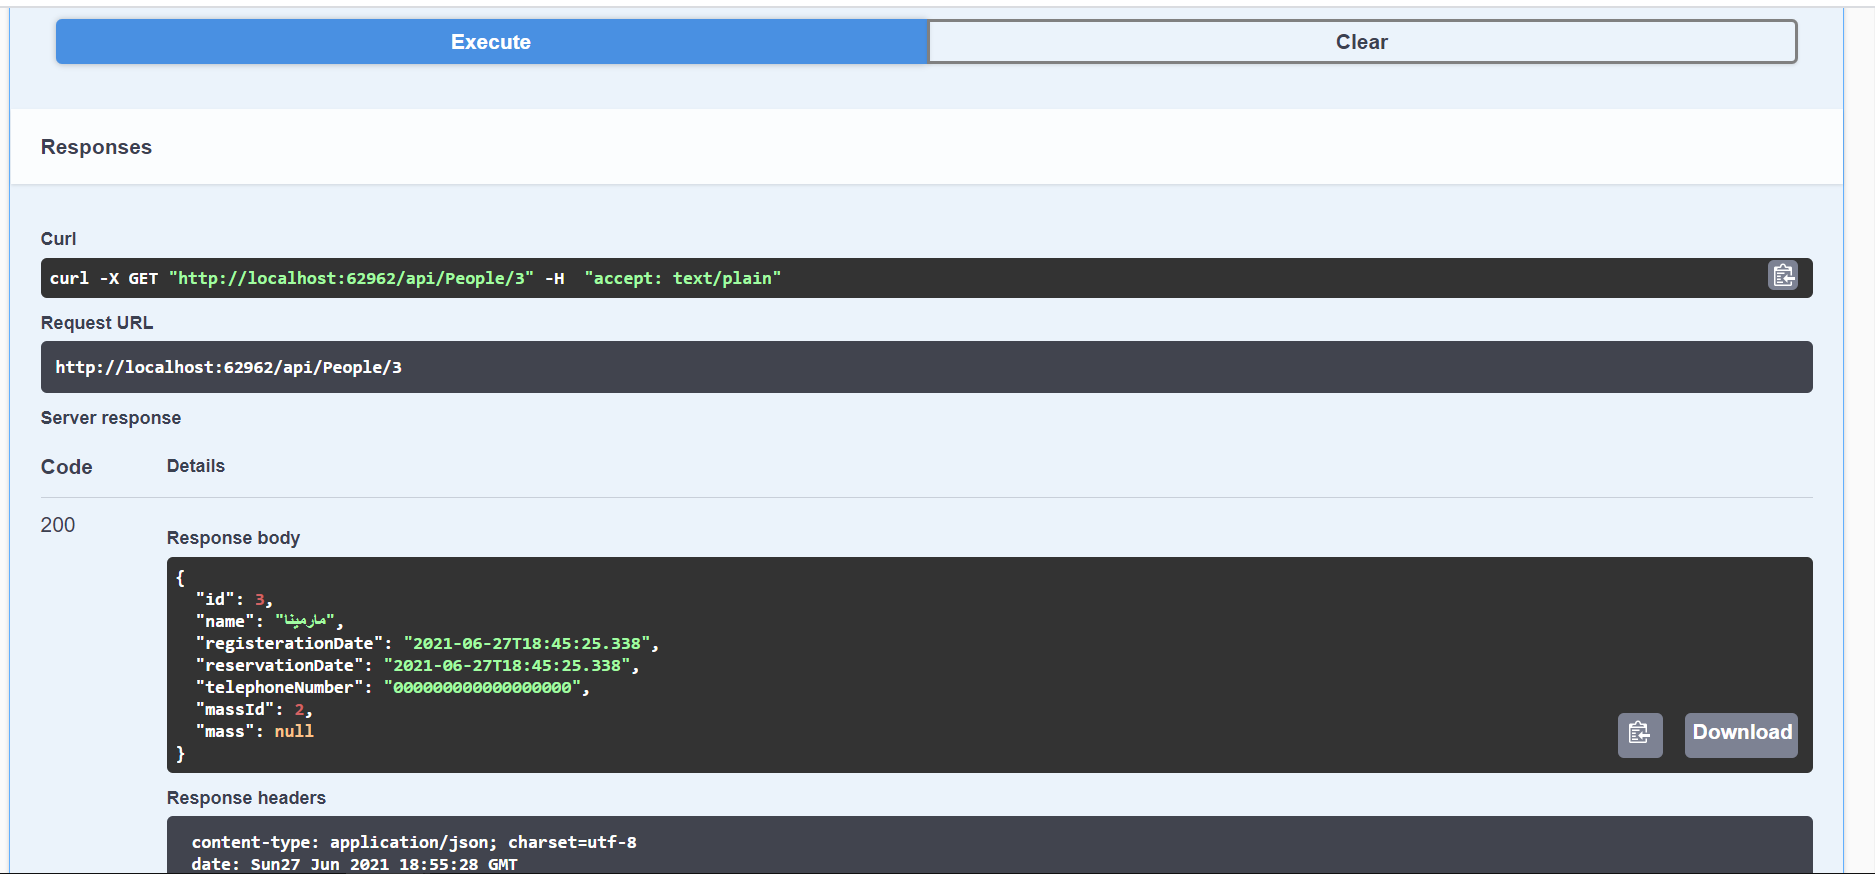 Execute
Clear
Responses
Curl
curl -X GET "http://localhost:62962/api/People/3" -H  "accept: text/plain"
Request URL
http://localhost:62962/api/People/3
Server response
Code
Details
200
Response body
{
  "id": 3,
  "name": "مارمينا",
  "registerationDate": "2021-06-27T18:45:25.338",
  "reservationDate": "2021-06-27T18:45:25.338",
  "telephoneNumber": "000000000000000000",
  "massId": 2,
  "mass": null
}
Download
Response headers
content-type: application/json; charset=utf-8
date: Sun27 Jun 2021 18:55:28 GMT